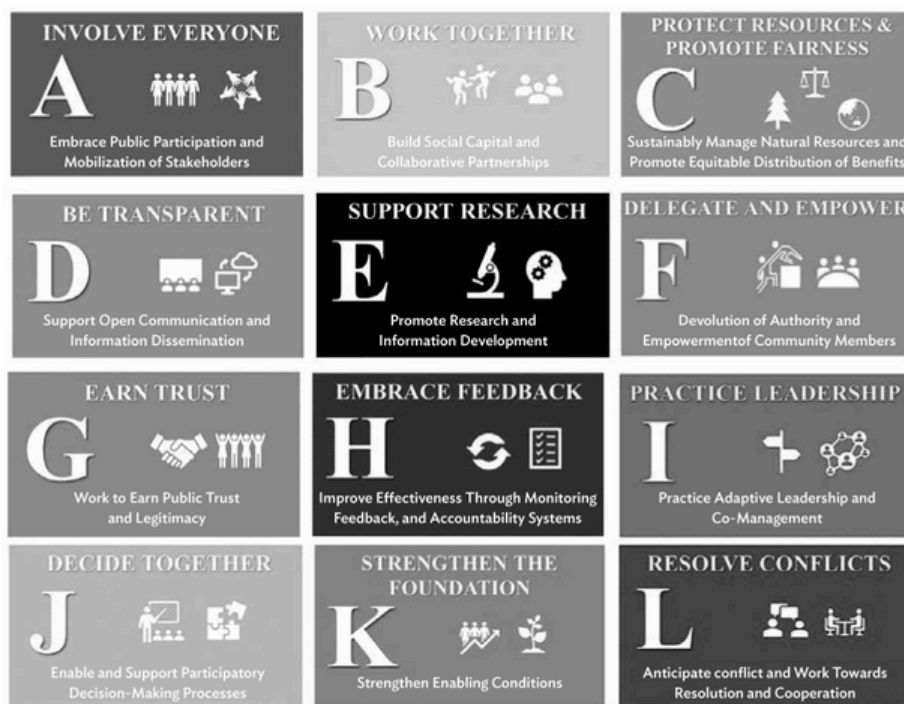 INVOLVE EVERYONE
A
Embrace Public Participation and
Mobilization of Stakeholders
WORK TOGETHER
B
Build Social Capital and
Collaborative Partnerships
PROTECT RESOURCES &
PROMOTE FAIRNESS
C
Sustainably Manage Natural Resources and
Promote Equitable Distribution of Benefits
BE TRANSPARENT
D
Support Open Communication and
Information Dissemination
SUPPORT RESEARCH
E
Promote Research and
Information Development
DELEGATE AND EMPOWER
F
Devolution of Authority and
Empowermentof Community Members
EARN TRUST
G
Work to Earn Public Trust
and Legitimacy
EMBRACE FEEDBACK
H
Improve Effectiveness Through Monitoring
Feedback, and Accountability Systems
PRACTICE LEADERSHIP
I
Practice Adaptive Leadership and
Co-Management
DECIDE TOGETHER
J
Enable and Support Participatory
Decision-Making Processes
STRENGTHEN THE
FOUNDATION
K
Strengthen Enabling Conditions
RESOLVE CONFLICTS
L
Anticipate conflict and Work Towards
Resolution and Cooperation